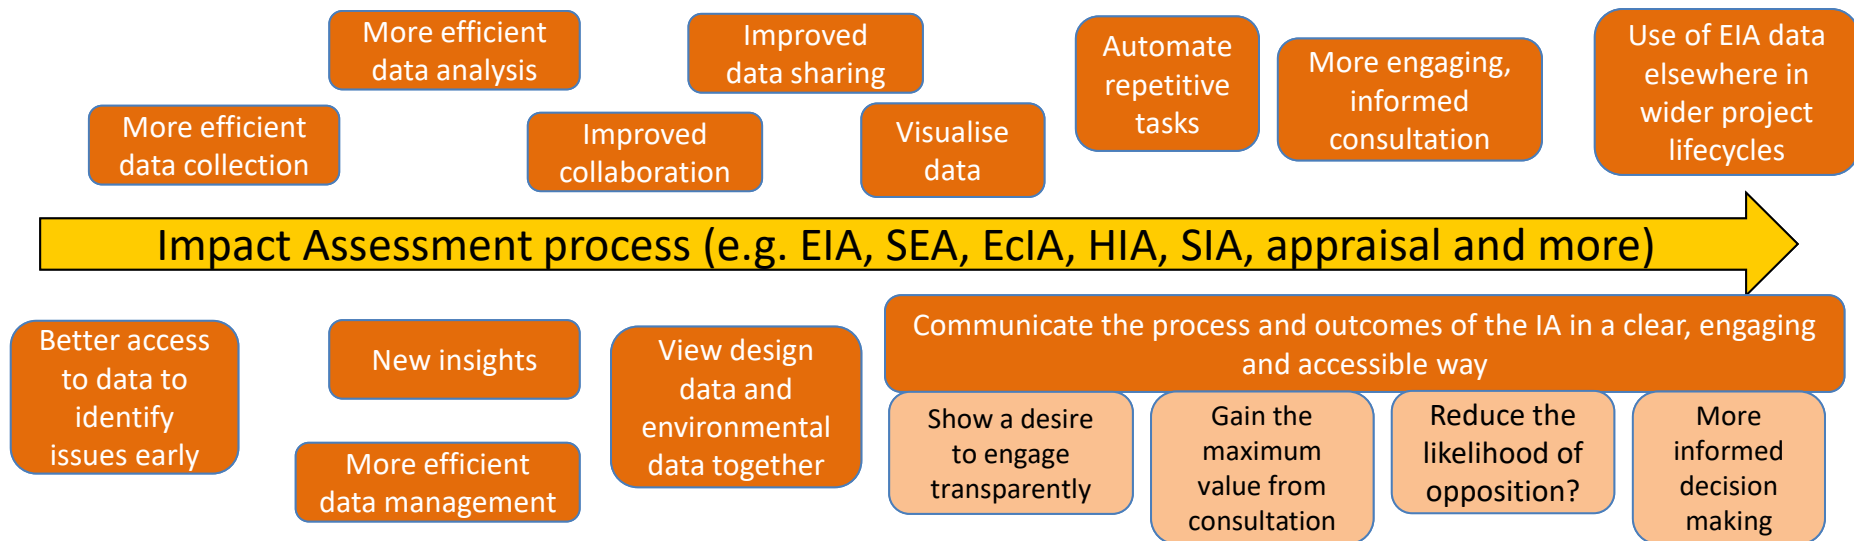 More efficient
data collection
More efficient
data analysis
Improved
collaboration
Improved
data sharing
Visualise
data
Automate
repetitive
tasks
More engaging,
informed
consultation
Use of EIA data
elsewhere in
wider project
lifecycles
Impact Assessment process (e.g. EIA, SEA, EcIA, HIA, SIA, appraisal and more)
Better access
to data to
identify
issues early
New insights
More efficient
data management
View design
data and
environmental
data together
Communicate the process and outcomes of the IA in a clear, engaging
and accessible way
Show a desire
to engage
transparently
Gain the
maximum
value from
consultation
Reduce the
likelihood of
opposition?
More
informed
decision
making